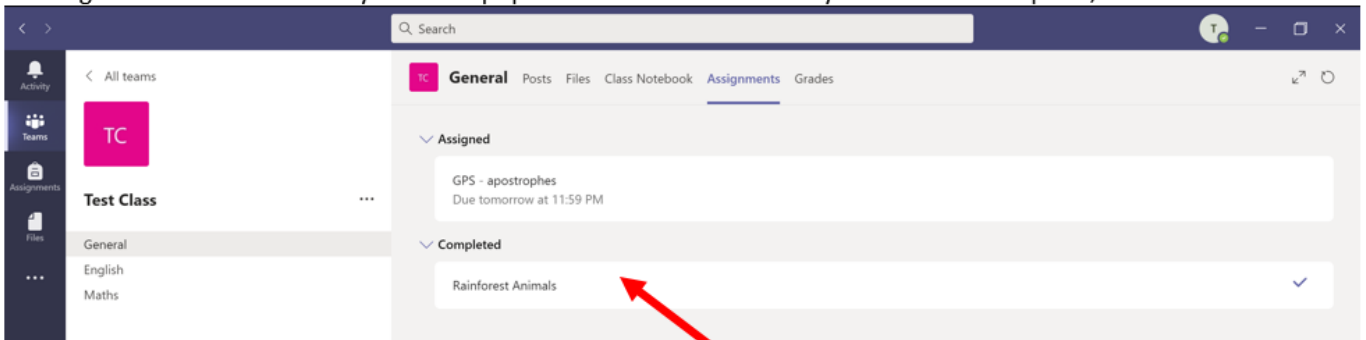 Search
T
Activity
Teams
Assignments
Files
All teams
TC
Test Class
General
English
Maths
TC General Posts Files Class Notebook Assignments Grades
Assigned
GPS - apostrophes
Due tomorrow at 11:59 PM
Completed
Rainforest Animals